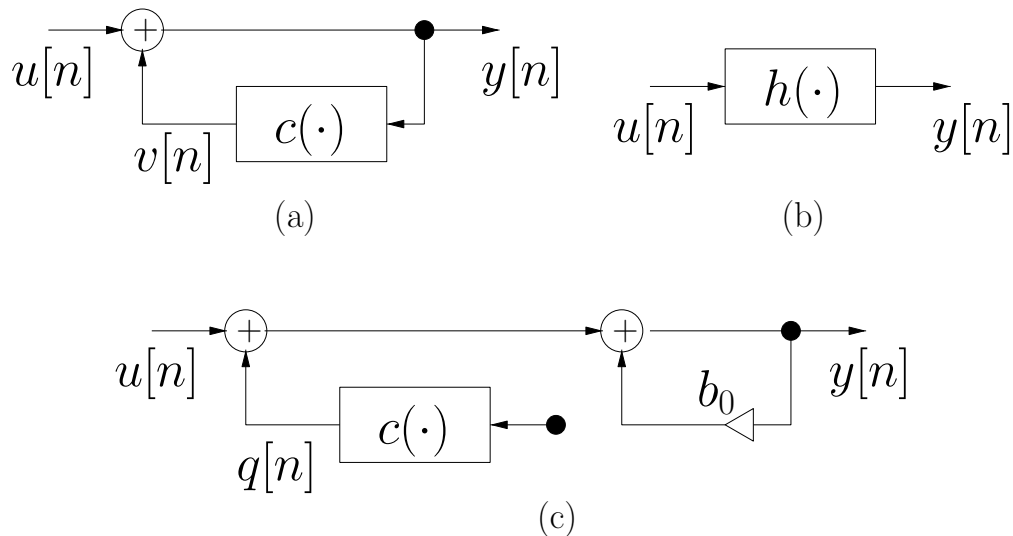 +
u[n]
y[n]
c(·)
v[n]
(a)
h(·)
u[n]
y[n]
(b)
+
+
u[n]
b₀
y[n]
c(·)
q[n]
(c)